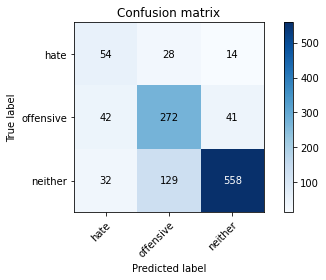 Confusion matrix
True label
hate 54 28 14
offensive 42 272 41
neither 32 129 558
hate offensive neither
Predicted label
500
400
300
200
100